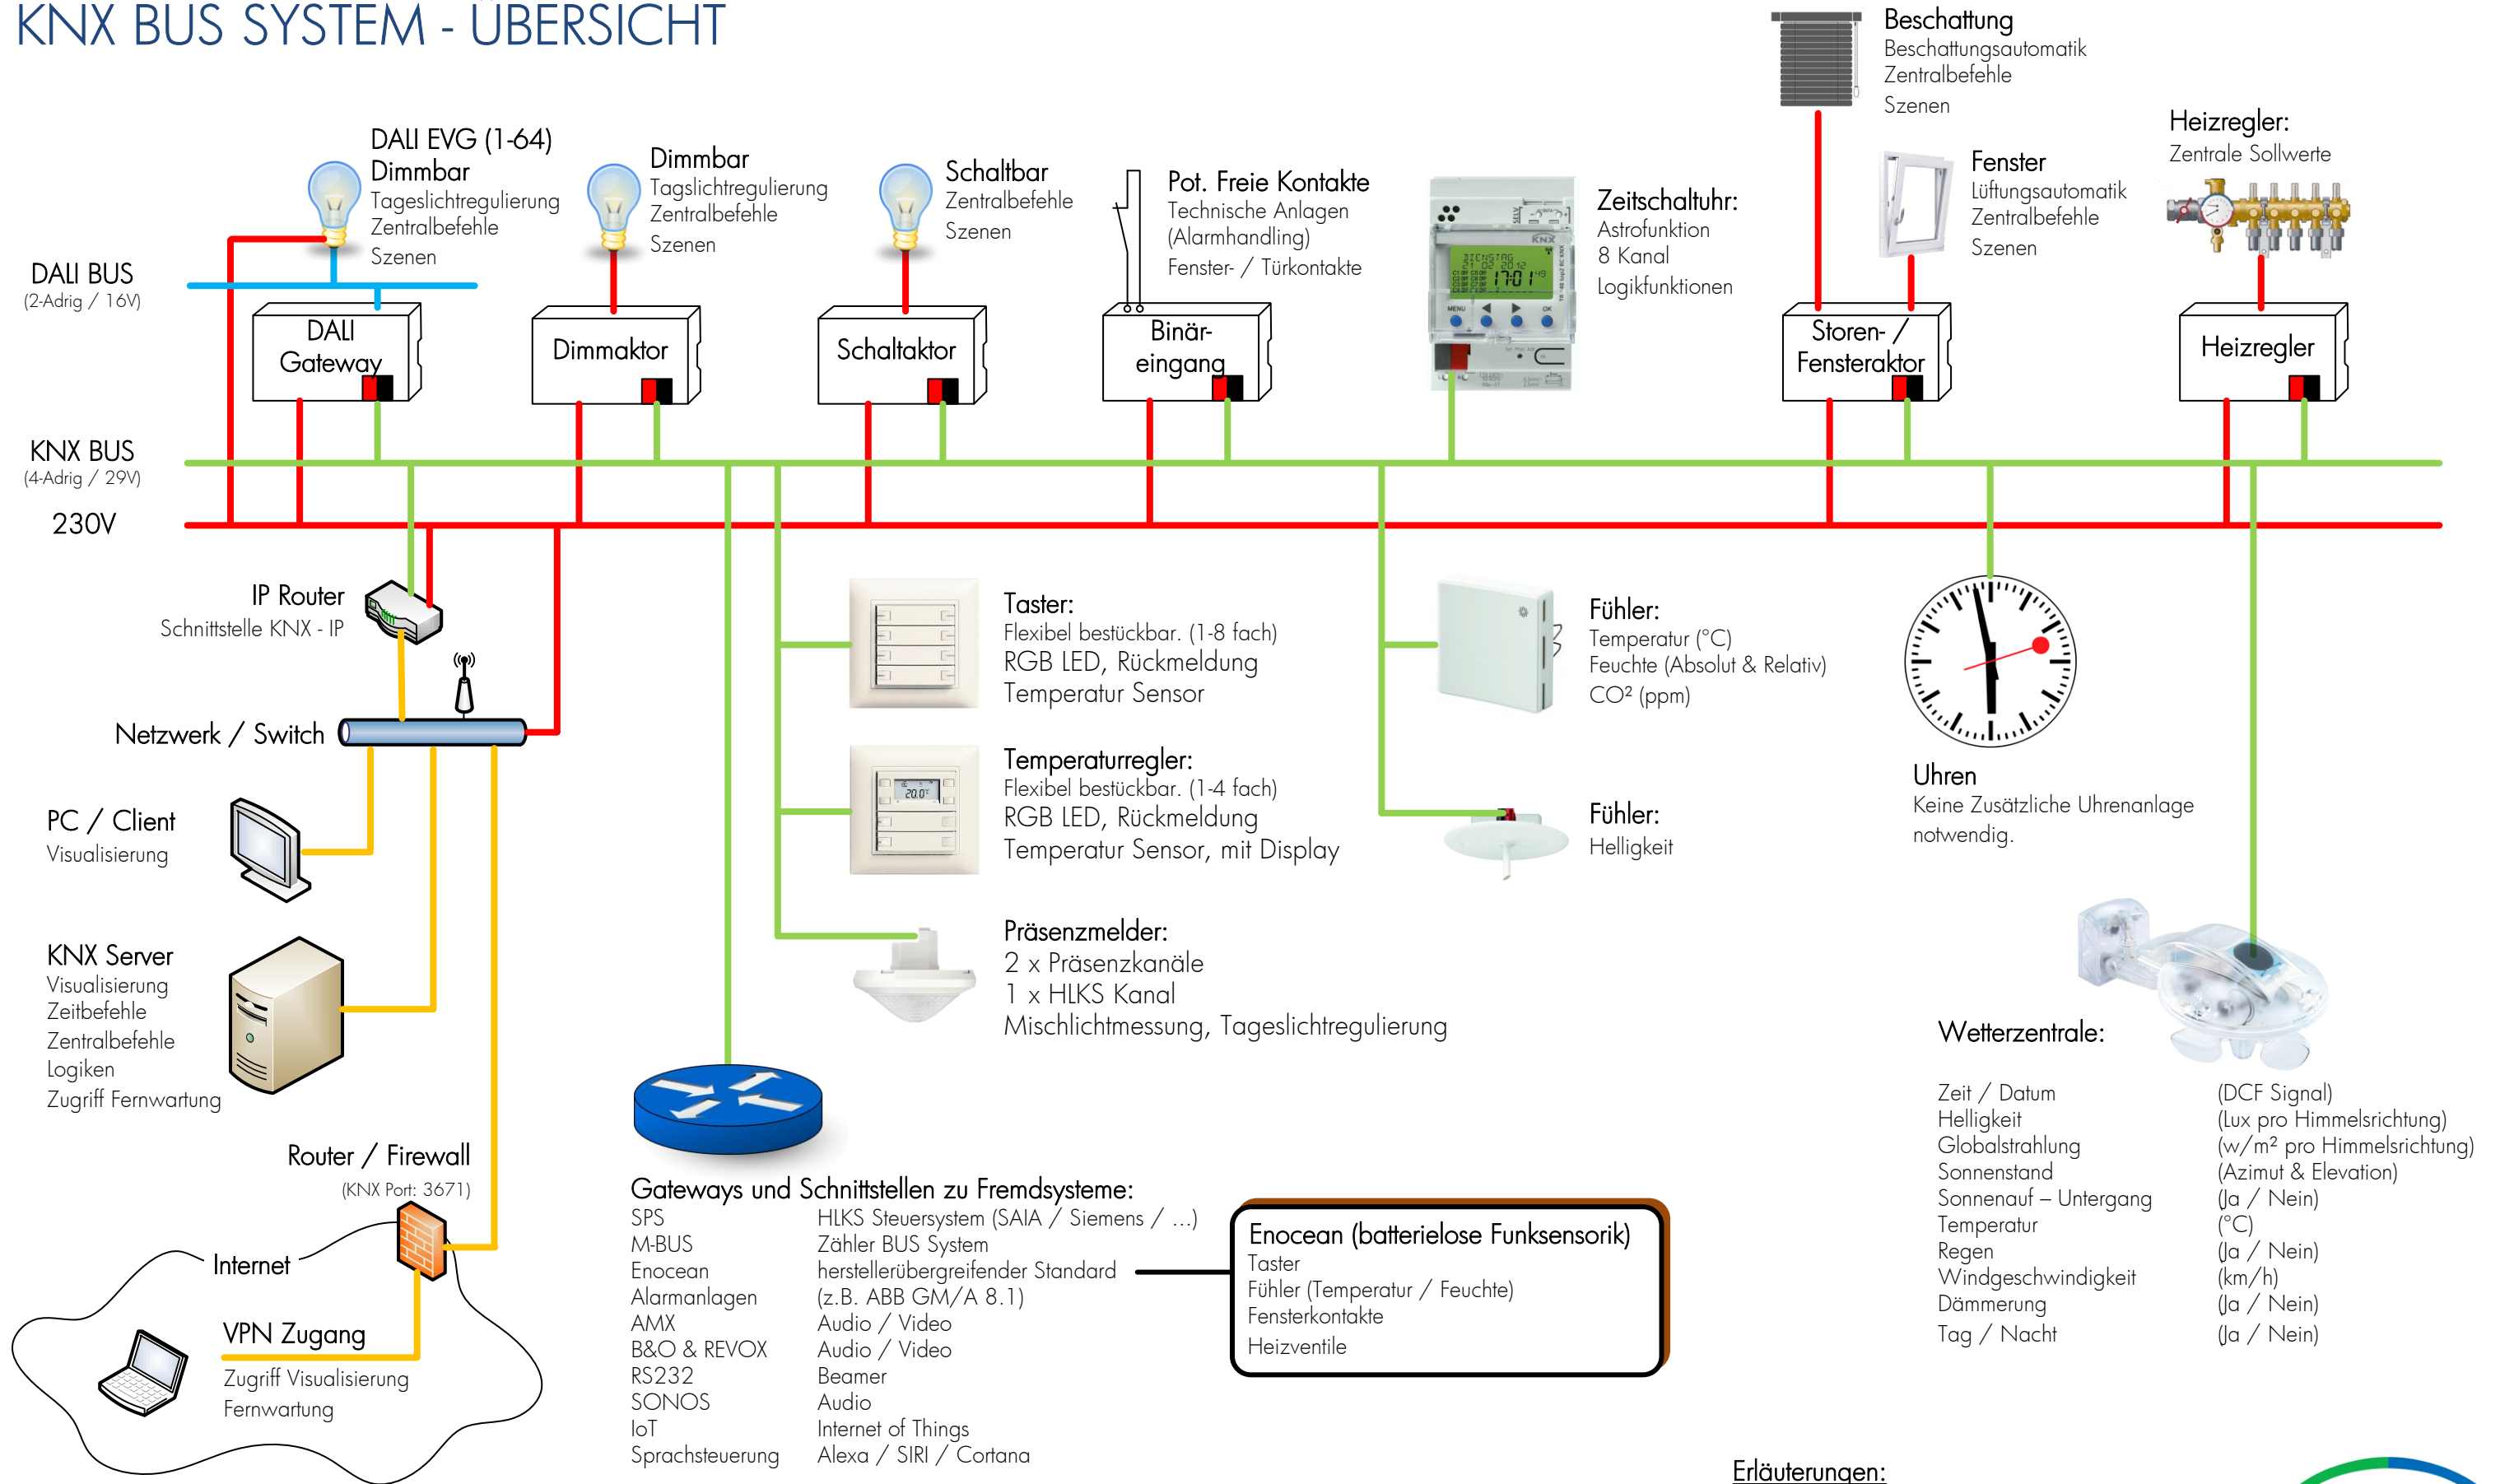 KNX BUS SYSTEM - ÜBERSICHT
Beschattung
Beschattungsautomatik
Zentralbefehle
Szenen
DALI EVG (1-64)
Dimmbar
Tageslichtregulierung
Zentralbefehle
Szenen
Dimmbar
Tagslichtregulierung
Zentralbefehle
Szenen
Schaltbar
Zentralbefehle
Szenen
Pot. Freie Kontakte
Technische Anlagen
(Alarmhandling)
Fenster- / Türkontakte
Zeitschaltuhr:
Astrofunktion
8 Kanal
Logikfunktionen
Fenster
Lüftungsautomatik
Zentralbefehle
Szenen
Heizregler:
Zentrale Sollwerte
SELV
KNX
DIENSTAG
17:01
MENU
OK
DALI BUS
(2-Adrig / 16V)
DALI
Gateway
Dimmaktor
Schaltaktor
Binär-
eingang
Storen- /
Fensteraktor
Heizregler
KNX BUS
(4-Adrig / 29V)
230V
IP Router
Schnittstelle KNX - IP
Netzwerk / Switch
PC / Client
Visualisierung
KNX Server
Visualisierung
Zeitbefehle
Zentralbefehle
Logiken
Zugriff Fernwartung
Router / Firewall
(KNX Port: 3671)
Internet
VPN Zugang
Zugriff Visualisierung
Fernwartung
Taster:
Flexibel bestückbar. (1-8 fach)
RGB LED, Rückmeldung
Temperatur Sensor
20.0°
Temperaturregler:
Flexibel bestückbar. (1-4 fach)
RGB LED, Rückmeldung
Temperatur Sensor, mit Display
Präsenzmelder:
2 x Präsenzkanäle
1 x HLKS Kanal
Mischlichtmessung, Tageslichtregulierung
Fühler:
Temperatur (°C)
Feuchte (Absolut & Relativ)
CO² (ppm)
Fühler:
Helligkeit
Uhren
Keine Zusätzliche Uhrenanlage
notwendig.
Wetterzentrale:
Zeit / Datum (DCF Signal)
Helligkeit (Lux pro Himmelsrichtung)
Globalstrahlung (w/m² pro Himmelsrichtung)
Sonnenstand (Azimut & Elevation)
Sonnenauf – Untergang (Ja / Nein)
Temperatur (°C)
Regen (Ja / Nein)
Windgeschwindigkeit (km/h)
Dämmerung (Ja / Nein)
Tag / Nacht (Ja / Nein)
Gateways und Schnittstellen zu Fremdsysteme:
SPS HLKS Steuersystem (SAIA / Siemens / ...)
M-BUS Zähler BUS System
Enocean herstellerübergreifender Standard
Alarmanlagen (z.B. ABB GM/A 8.1)
AMX Audio / Video
B&O & REVOX Audio / Video
RS232 Beamer
SONOS Audio
IoT Internet of Things
Sprachsteuerung Alexa / SIRI / Cortana
Enocean (batterielose Funksensorik)
Taster
Fühler (Temperatur / Feuchte)
Fensterkontakte
Heizventile
Erläuterungen: